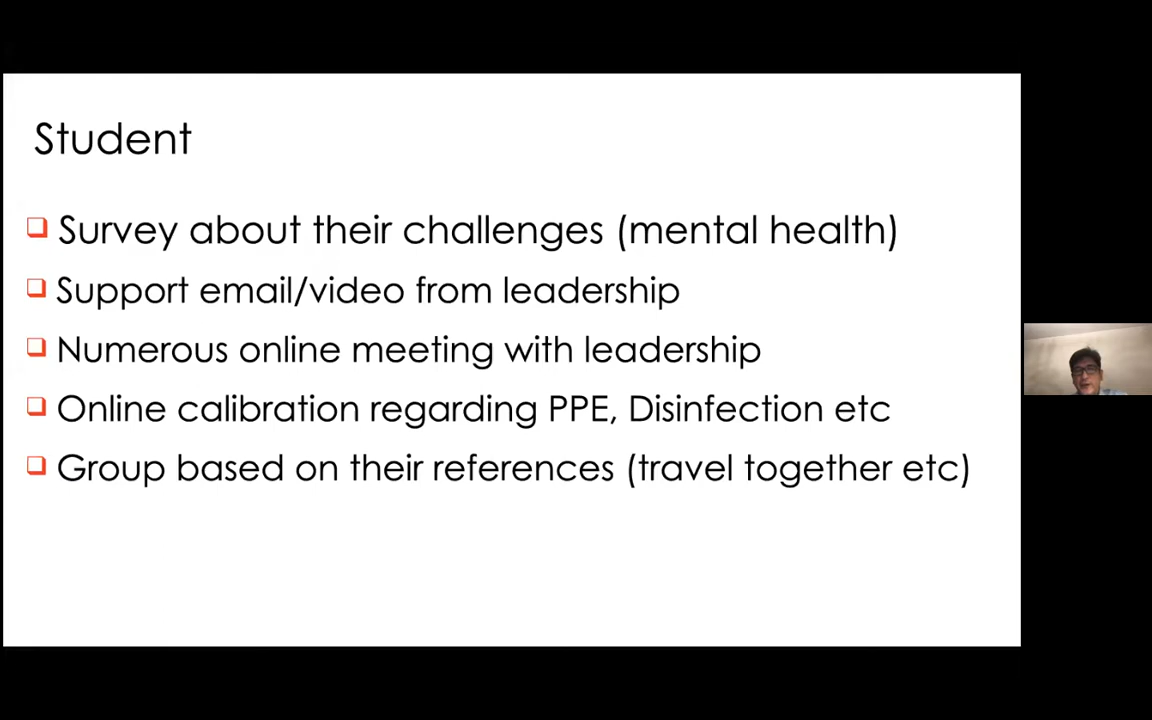 Student
Survey about their challenges (mental health)
Support email/video from leadership
Numerous online meeting with leadership
Online calibration regarding PPE, Disinfection etc
Group based on their references (travel together etc)